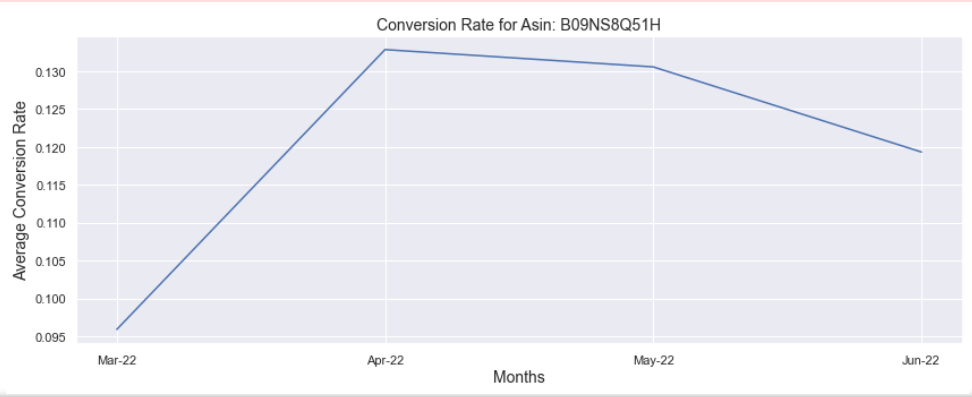 Conversion Rate for Asin: B09NS8Q51H
Average Conversion Rate
0.130
0.125
0.120
0.115
0.110
0.105
0.100
0.095
Mar-22 Apr-22 May-22 Jun-22
Months